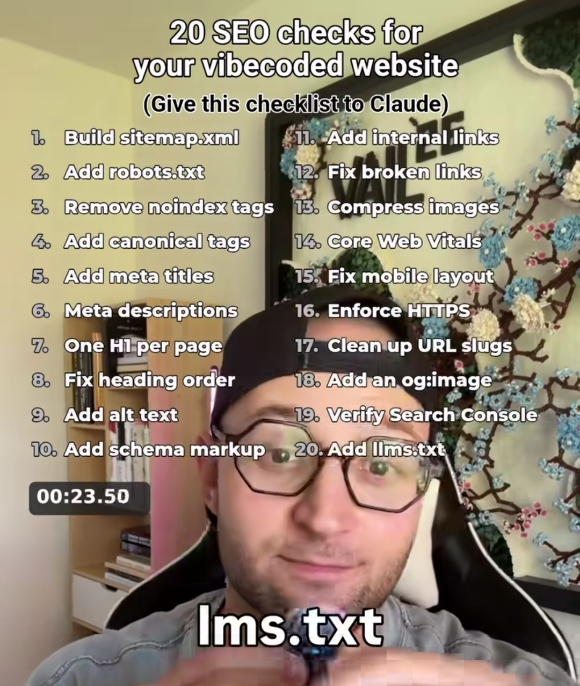 20 SEO checks for
your vibecoded website
(Give this checklist to Claude)
1. Build sitemap.xml
2. Add robots.txt
3. Remove noindex tags
4. Add canonical tags
5. Add meta titles
6. Meta descriptions
7. One H1 per page
8. Fix heading order
9. Add alt text
10. Add schema markup
11. Add internal links
12. Fix broken links
13. Compress images
14. Core Web Vitals
15. Fix mobile layout
16. Enforce HTTPS
17. Clean up URL slugs
18. Add an og:image
19. Verify Search Console
20. Add llms.txt
00:23.50
lms.txt